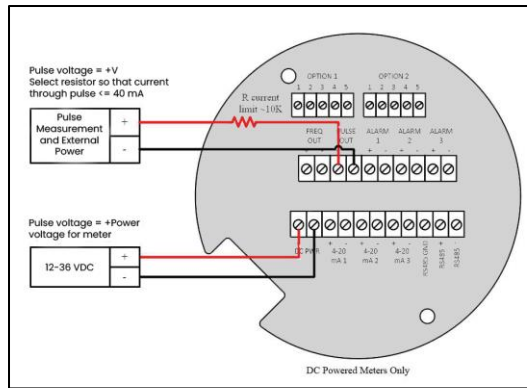 Pulse voltage = +V
Select resistor so that current
through pulse <= 40 mA
Pulse
Measurement
and External
Power
+
-
R current
limit ~10K
OPTION 1
1 2 3 4 5
OPTION 2
1 2 3 4 5
FREQ
OUT
PULSE
OUT
ALARM
1
ALARM
2
ALARM
3
+ - + - + - + -
Pulse voltage = +Power
voltage for meter
12-36 VDC
+
-
DC PWR
+ - + - + -
4-20
mA 1
4-20
mA 2
4-20
mA 3
RS485 GND
RS485 +
RS485 -
DC Powered Meters Only